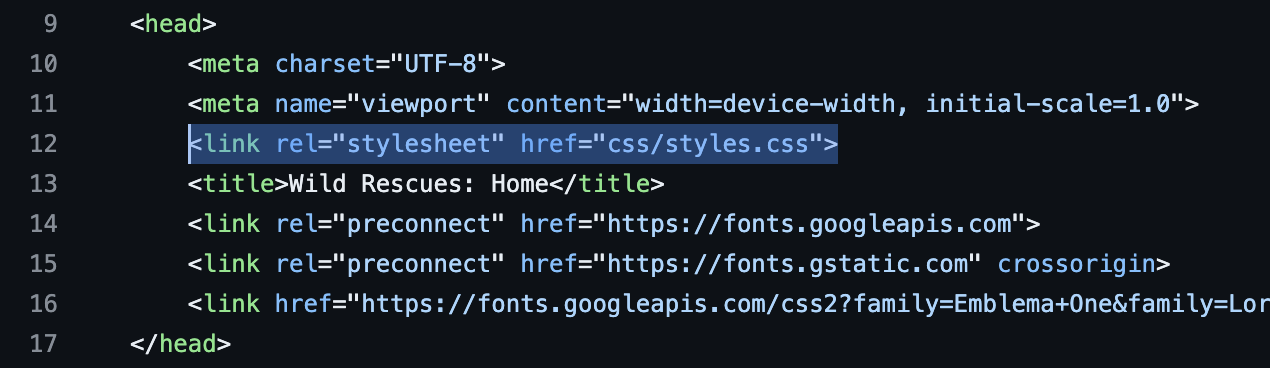 9 <head>
10 <meta charset="UTF-8">
11 <meta name="viewport" content="width=device-width, initial-scale=1.0">
12 <link rel="stylesheet" href="css/styles.css">
13 <title>Wild Rescues: Home</title>
14 <link rel="preconnect" href="https://fonts.googleapis.com">
15 <link rel="preconnect" href="https://fonts.gstatic.com" crossorigin>
16 <link href="https://fonts.googleapis.com/css2?family=Emblema+One&family=Lor
17 </head>